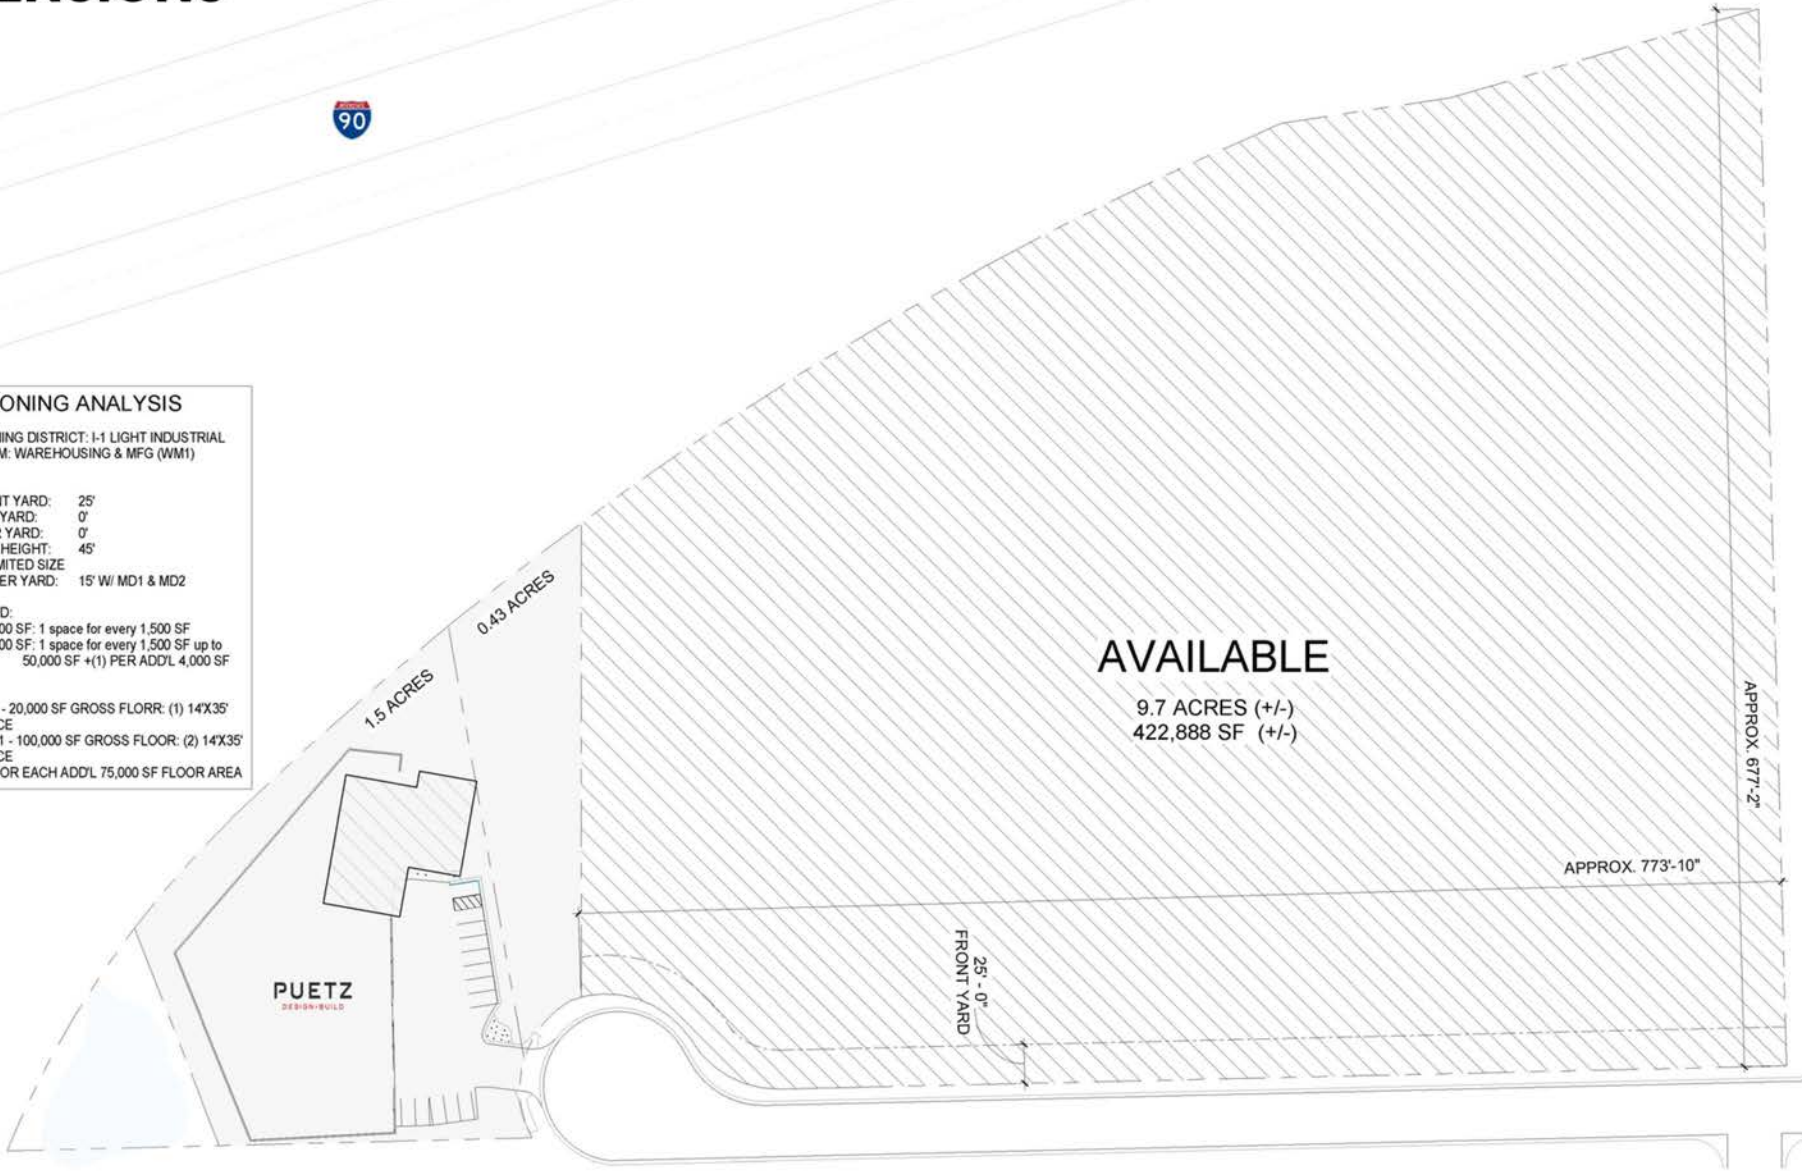 90
ONING ANALYSIS
ING DISTRICT: I-1 LIGHT INDUSTRIAL
M: WAREHOUSING & MFG (WM1)
T YARD: 25'
YARD: 0'
YARD: 0'
HEIGHT: 45'
MITED SIZE
ER YARD: 15' W/ MD1 & MD2
D:
00 SF: 1 space for every 1,500 SF
00 SF: 1 space for every 1,500 SF up to
50,000 SF +(1) PER ADD'L 4,000 SF
- 20,000 SF GROSS FLORR: (1) 14'X35'
CE
1 - 100,000 SF GROSS FLOOR: (2) 14'X35'
CE
OR EACH ADD'L 75,000 SF FLOOR AREA
0.43 ACRES
1.5 ACRES
AVAILABLE
9.7 ACRES (+/-)
422,888 SF (+/-)
APPROX. 677'-2"
APPROX. 773'-10"
25' - 0"
FRONT YARD
PUETZ
DESIGN+BUILD